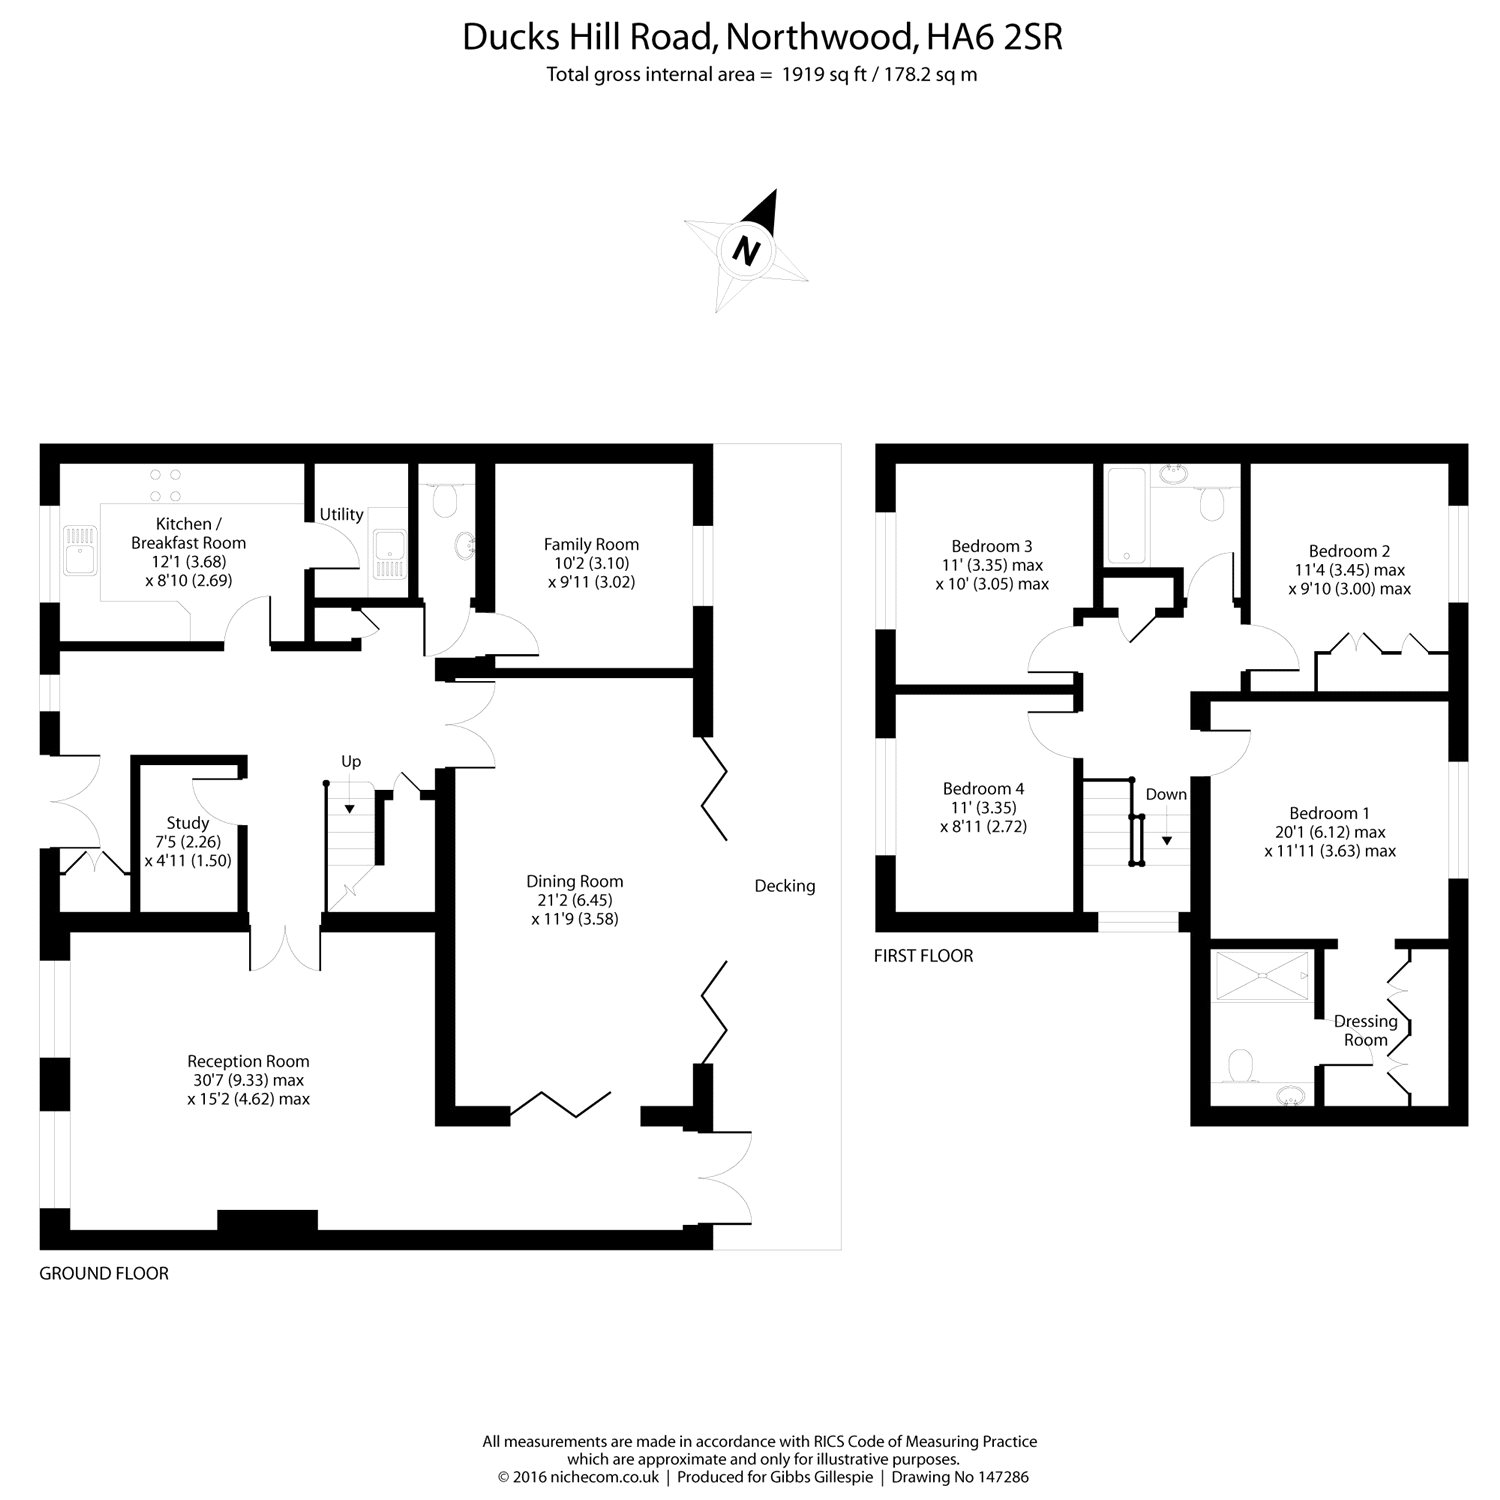 Ducks Hill Road, Northwood, HA6 2SR
Total gross internal area = 1919 sq ft / 178.2 sq m
N
Kitchen /
Breakfast Room
12'1 (3.68)
x 8'10 (2.69)
Utility
Family Room
10'2 (3.10)
x 9'11 (3.02)
Up
Study
7'5 (2.26)
x 4'11 (1.50)
Dining Room
21'2 (6.45)
x 11'9 (3.58)
Decking
Reception Room
30'7 (9.33) max
x 15'2 (4.62) max
GROUND FLOOR
Bedroom 3
11' (3.35) max
x 10' (3.05) max
Bedroom 2
11'4 (3.45) max
x 9'10 (3.00) max
Bedroom 4
11' (3.35)
x 8'11 (2.72)
Down
Bedroom 1
20'1 (6.12) max
x 11'11 (3.63) max
FIRST FLOOR
Dressing
Room
All measurements are made in accordance with RICS Code of Measuring Practice
which are approximate and only for illustrative purposes.
© 2016 nichecom.co.uk | Produced for Gibbs Gillespie | Drawing No 147286